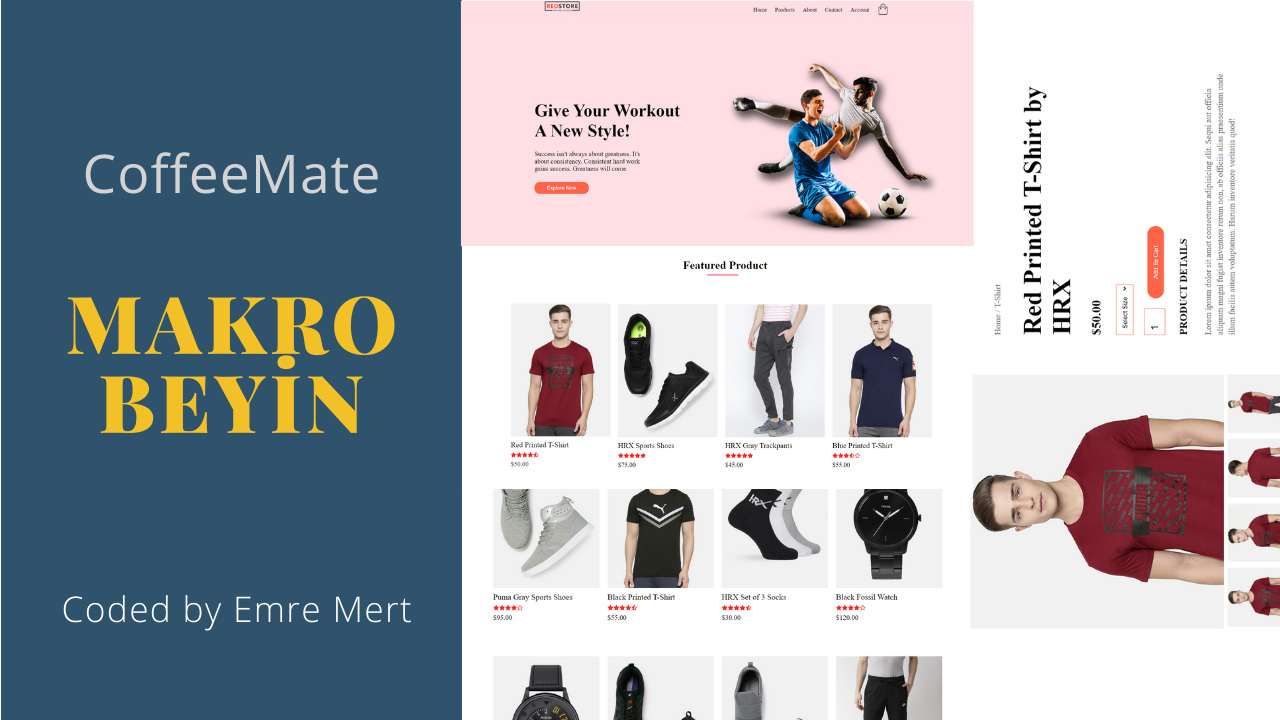 CoffeeMate
MAKRO
BEYİN
Coded by Emre Mert
REDSTORE
Home Products About Contact Account
Give Your Workout
A New Style!
Success isn't always about greatness. It's
about consistency. Consistent hard work
gains success. Greatness will come.
Explore Now
Featured Product
Red Printed T-Shirt
$50.00
HRX Sports Shoes
$75.00
HRX Gray Trackpants
$45.00
Blue Printed T-Shirt
$55.00
Puma Gray Sports Shoes
$95.00
Black Printed T-Shirt
$55.00
HRX
HRX Set of 3 Socks
$30.00
Black Fossil Watch
$120.00
Home / T-Shirt
Red Printed T-Shirt by
HRX
$50.00
Select Size
1
Add To Cart
PRODUCT DETAILS
Lorem ipsum dolor sit amet consectetur adipisicing elit. Sequi aut officia
aliquam magni fugiat inventore rerum non, ab officiis alias praesentium unde
illum facilis autem voluptatum. Harum inventore veritatis quod!